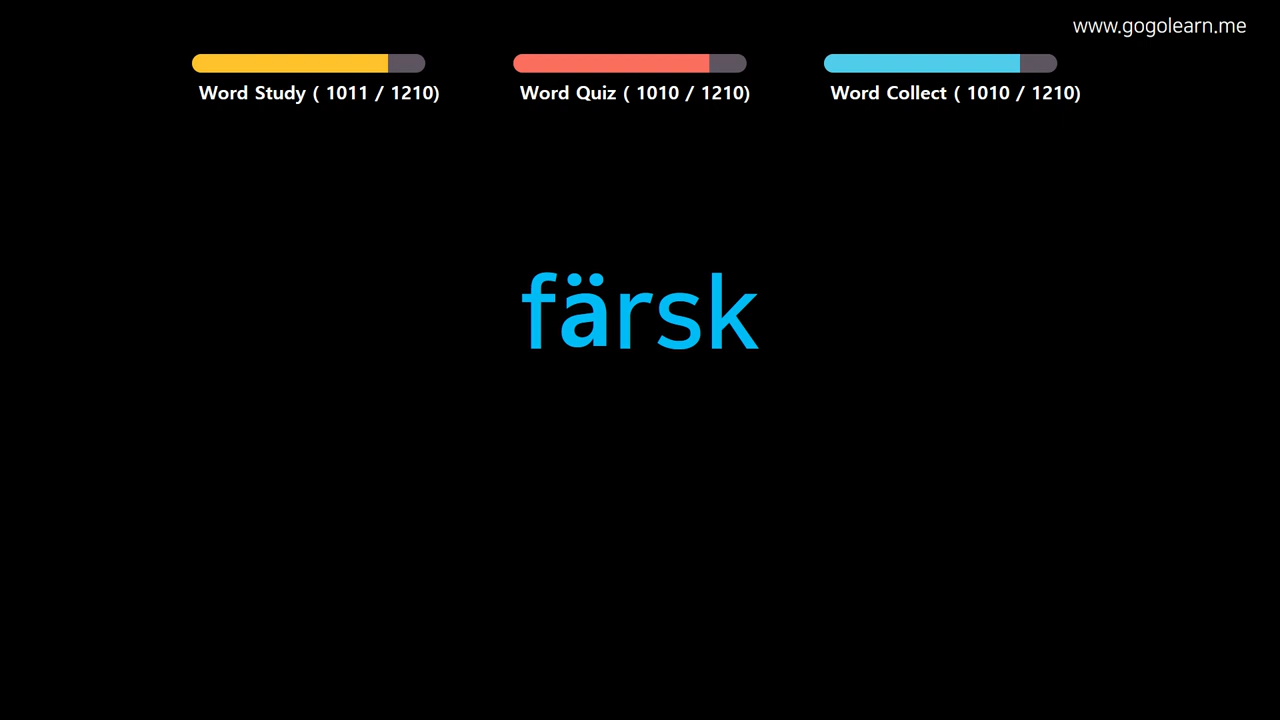 www.gogolearn.me
Word Study ( 1011 / 1210)
Word Quiz ( 1010 / 1210)
Word Collect ( 1010 / 1210)
färsk